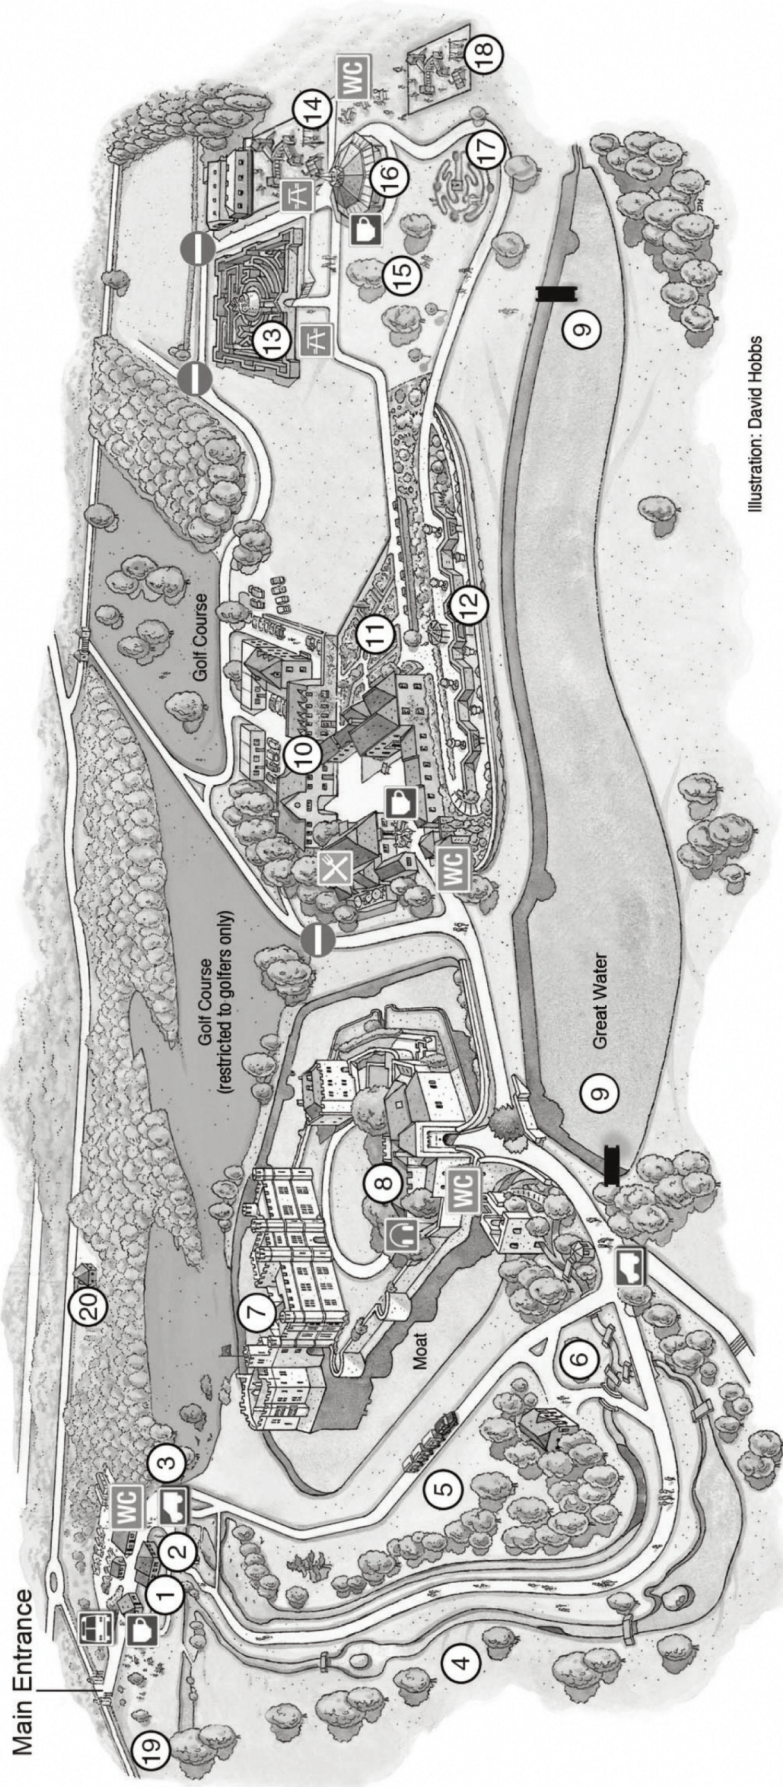 Main Entrance
19
1
2
3
WC
20
4
5
6
7
8
WC
Moat
Golf Course
(restricted to golfers only)
9
Great Water
WC
10
11
12
Golf Course
13
14
WC
15
16
17
18
9
Illustration: David Hobbs